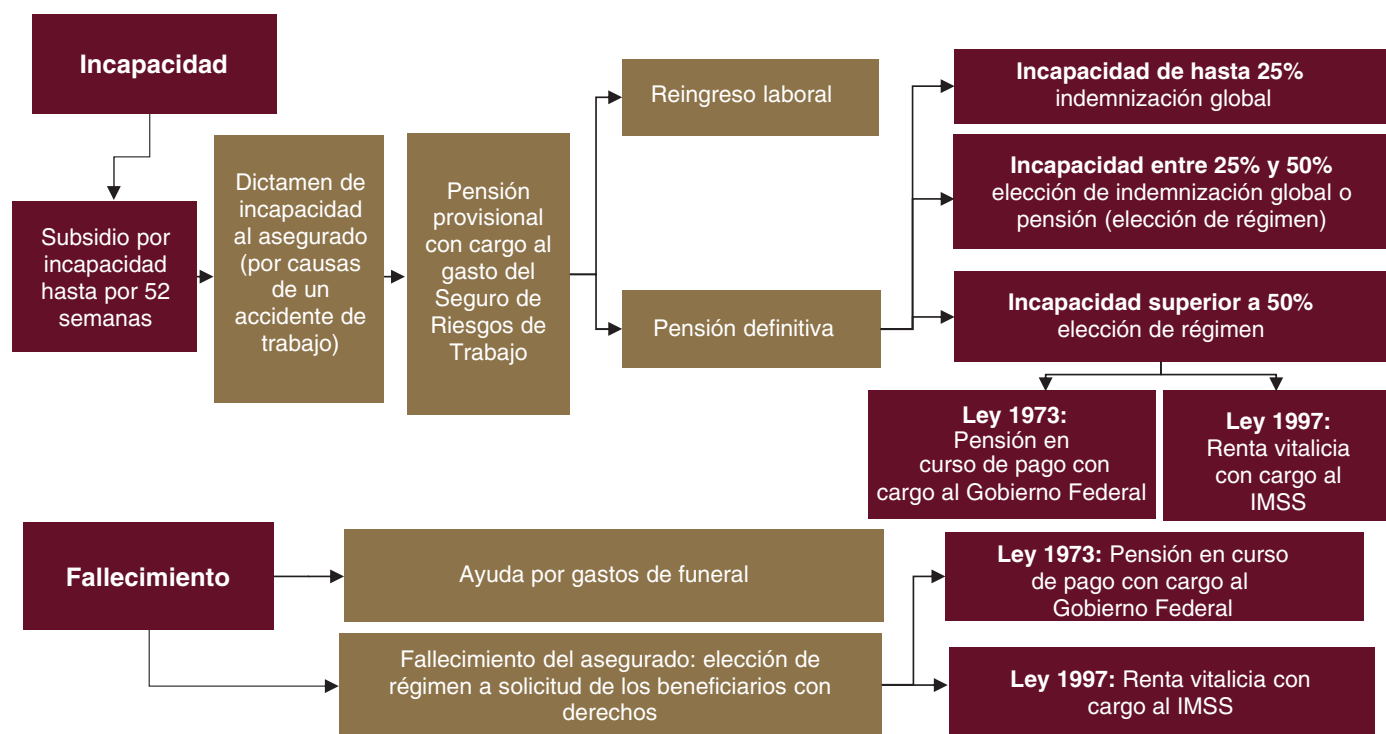 Incapacidad
Subsidio por
incapacidad
hasta por 52
semanas
Dictamen de
incapacidad
al asegurado
(por causas
de un
accidente de
trabajo)
Pensión
provisional
con cargo al
gasto del
Seguro de
Riesgos de
Trabajo
Reingreso laboral
Pensión definitiva
Incapacidad de hasta 25%
indemnización global
Incapacidad entre 25% y 50%
elección de indemnización global o
pensión (elección de régimen)
Incapacidad superior a 50%
elección de régimen
Ley 1973:
Pensión en
curso de pago con
cargo al Gobierno Federal
Ley 1997:
Renta vitalicia
con cargo al
IMSS
Fallecimiento
Ayuda por gastos de funeral
Fallecimiento del asegurado: elección de
régimen a solicitud de los beneficiarios con
derechos
Ley 1973: Pensión en curso
de pago con cargo al
Gobierno Federal
Ley 1997: Renta vitalicia con
cargo al IMSS